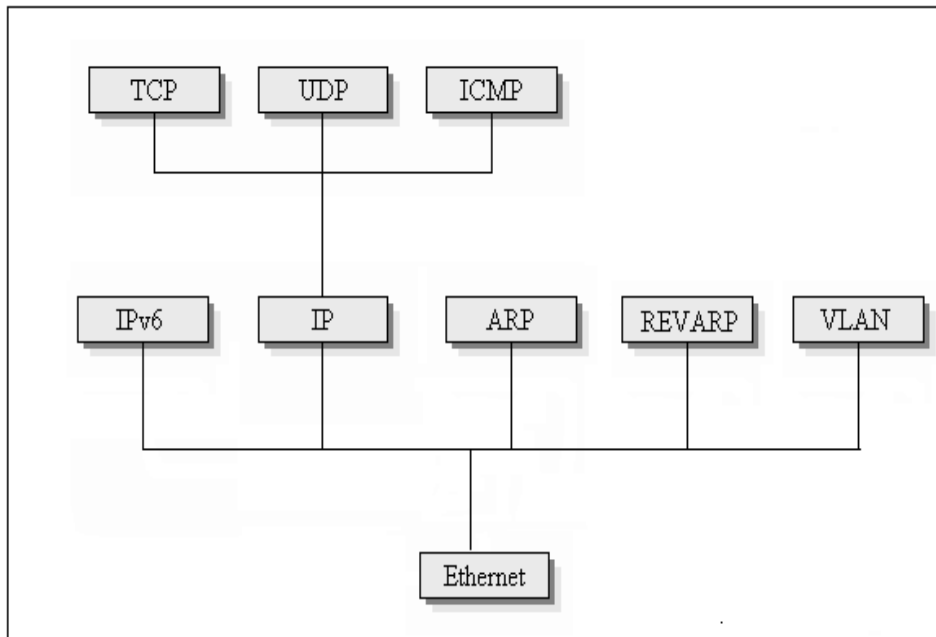 TCP
UDP
ICMP
IPv6
IP
ARP
REVARP
VLAN
Ethernet